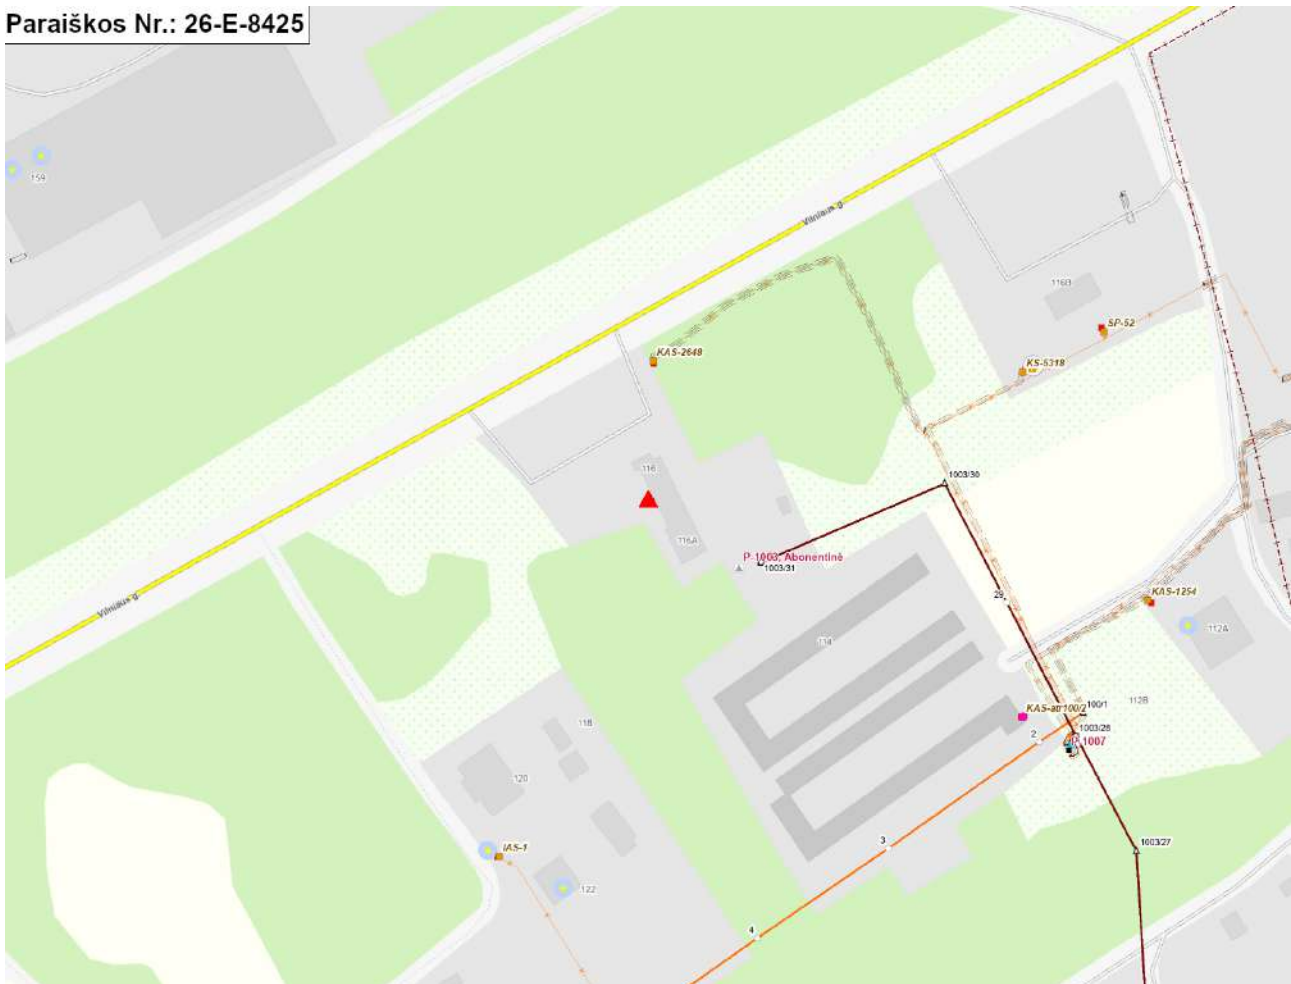 Paraiškos Nr.: 26-E-8425
159
Vilniaus g.
116B
SP-52
KAS-2648
KS-5318
116
1003/30
116A
P-1003, Abonentinė
1003/31
29
KAS-1254
114
112A
112B
KAS-atr100/2
100/1
118
1003/28
2
P-1007
120
3
1003/27
IAS-1
122
4
Vilniaus g.